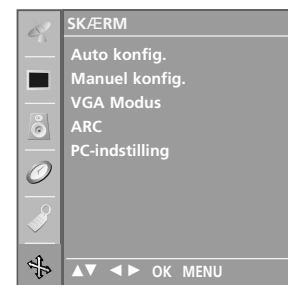 SKÆRM
Auto konfig.
Manuel konfig.
VGA Modus
ARC
PC-indstilling
▲▼ ◄► OK MENU